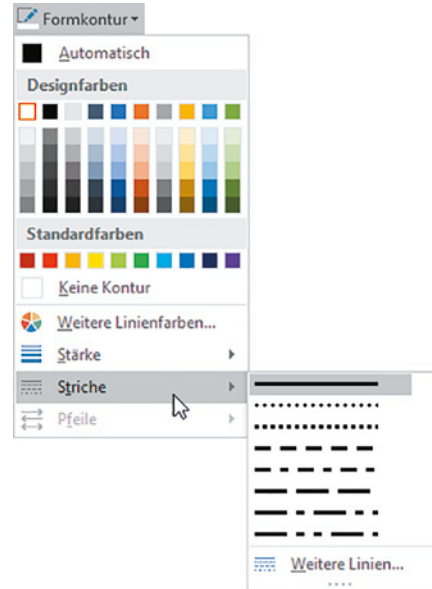 Formkontur
Automatisch
Designfarben
Standardfarben
Keine Kontur
Weitere Linienfarben...
Stärke
Striche
Pfeile
Weitere Linien...